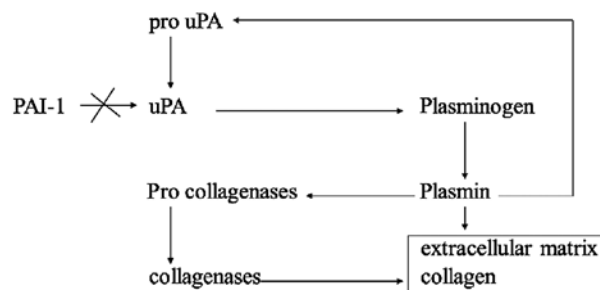 pro uPA
PAI-1
uPA
Plasminogen
Pro collagenases
Plasmin
extracellular matrix
collagenases
collagen